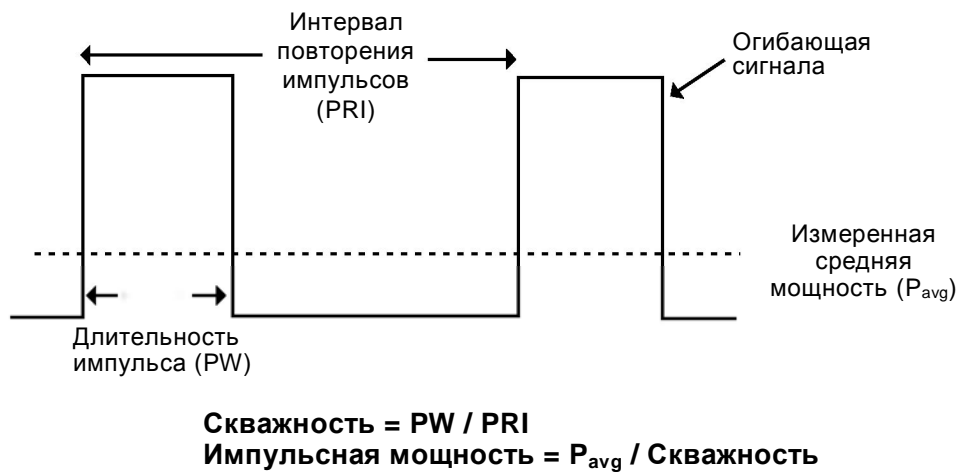 Интервал
повторения
импульсов
(PRI)
Огибающая
сигнала
Измеренная
средняя
мощность (Pavg)
Длительность
импульса (PW)
Скважность = PW / PRI
Импульсная мощность = Pavg / Скважность